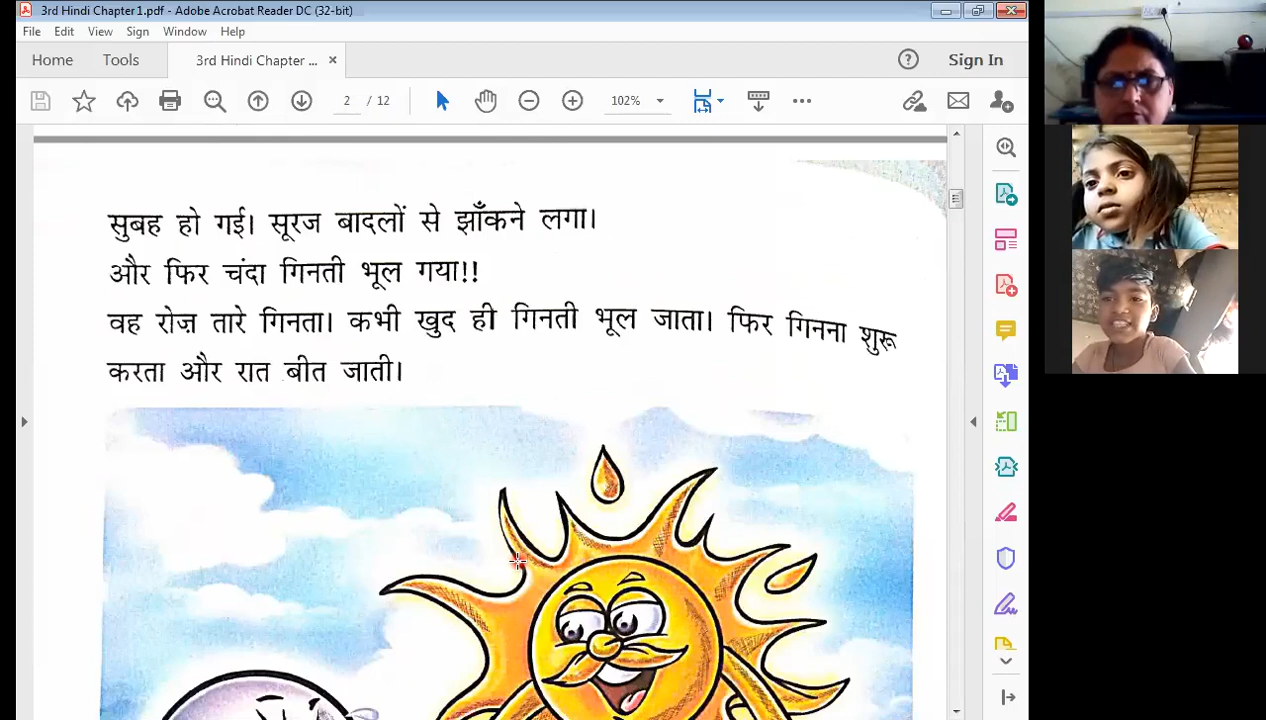 3rd Hindi Chapter 1.pdf - Adobe Acrobat Reader DC (32-bit)
File Edit View Sign Window Help
Home Tools 3rd Hindi Chapter ... × ? Sign In
2 / 12 102%
सुबह हो गई। सूरज बादलों से झाँकने लगा।
और फिर चंदा गिनती भूल गया!!
वह रोज़ तारे गिनता। कभी खुद ही गिनती भूल जाता। फिर गिनना शुरू
करता और रात बीत जाती।